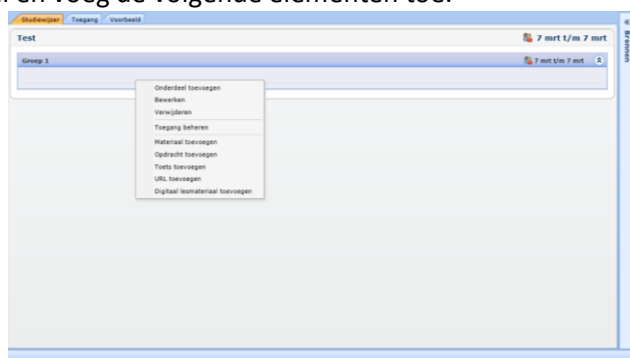 en voeg de volgende elementen toe:
Studiewijzer Toegang Voorbeeld
Test 7 mrt t/m 7 mrt
Groep 1 7 mrt t/m 7 mrt
Onderdeel toevoegen
Bewerken
Verwijderen
Toegang beheren
Materiaal toevoegen
Opdracht toevoegen
Toets toevoegen
URL toevoegen
Digitaal lesmateriaal toevoegen
Bronnen